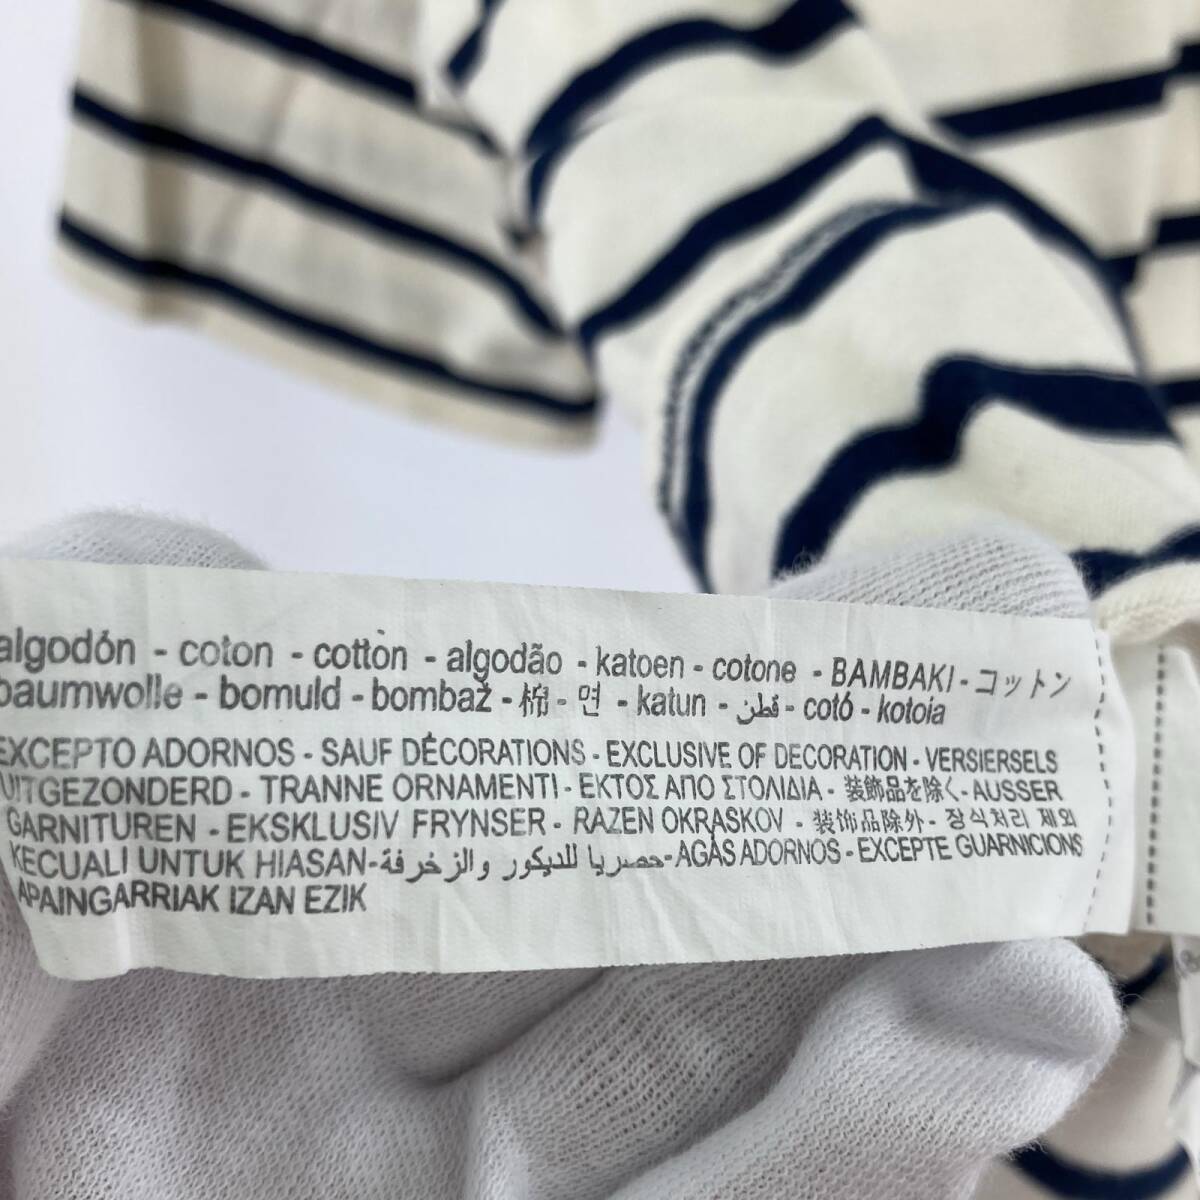 algodón - coton - cotton - algodão - katoen - cotone - BAMBAKI - コットン
baumwolle - bomuld - bombaž - 棉 - 면 - katun - قطن - cotó - kotoia
EXCEPTO ADORNOS - SAUF DÉCORATIONS - EXCLUSIVE OF DECORATION - VERSIERSELS
UITGEZONDERD - TRANNE ORNAMENTI - ΕΚΤΟΣ ΑΠΟ ΣΤΟΛΙΔΙΑ - 装飾品を除く - AUSSER
GARNITUREN - EKSKLUSIV FRYNSER - RAZEN OKRASKOV - 装饰品除外 - 장식처리 제외
KECUALI UNTUK HIASAN - حصريا للديكور والزخرفة - AGAS ADORNOS - EXCEPTE GUARNICIONS
APAINGARRIAK IZAN EZIK